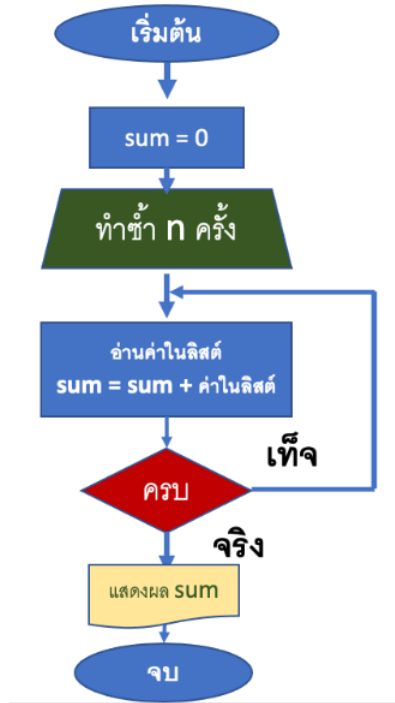 เริ่มต้น
sum = 0
ทำซ้ำ n ครั้ง
อ่านค่าในลิสต์
sum = sum + ค่าในลิสต์
เท็จ
ครบ
จริง
แสดงผล sum
จบ